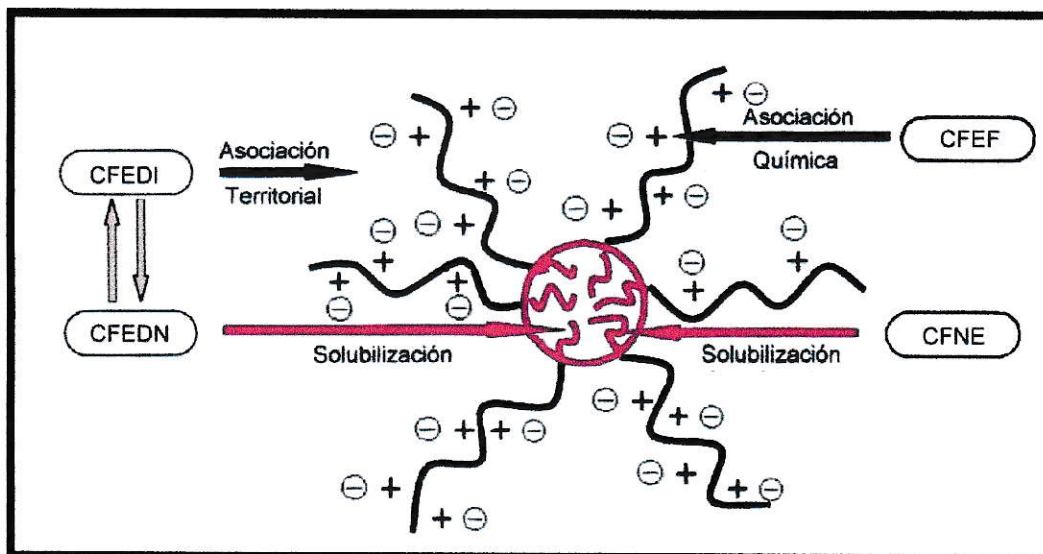 CFEDI
Asociación
Territorial
Asociación
Química
CFEF
CFEDN
Solubilización
Solubilización
CFNE